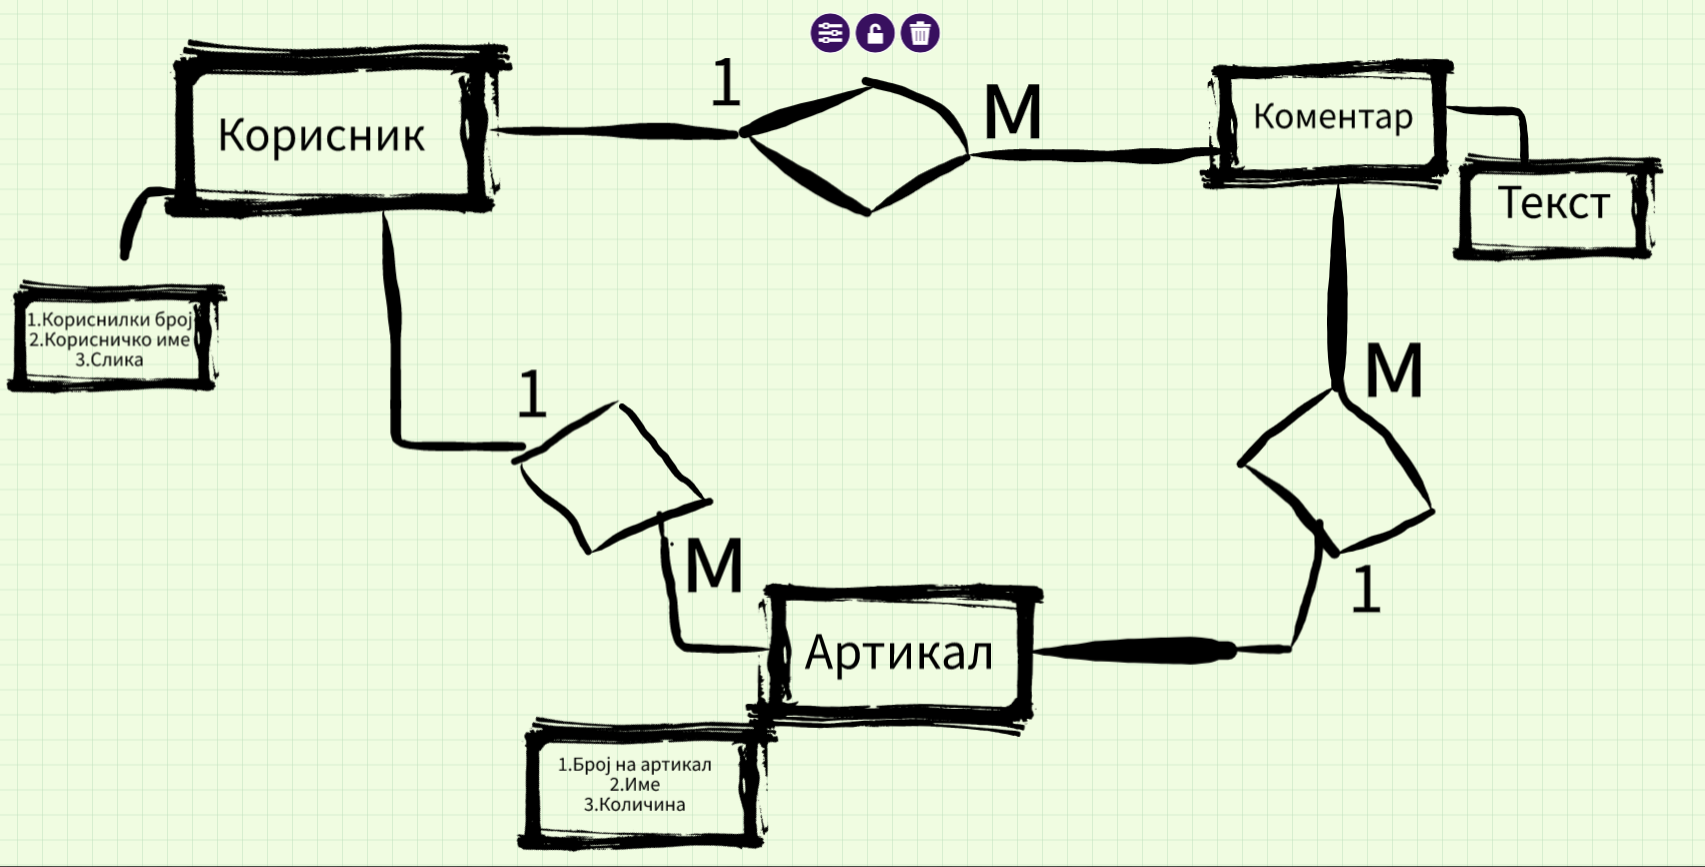 Корисник
1
М
Коментар
Текст
1.Кориснилки број
2.Корисничко име
3.Слика
1
М
М
1
Артикал
1.Број на артикал
2.Име
3.Количина